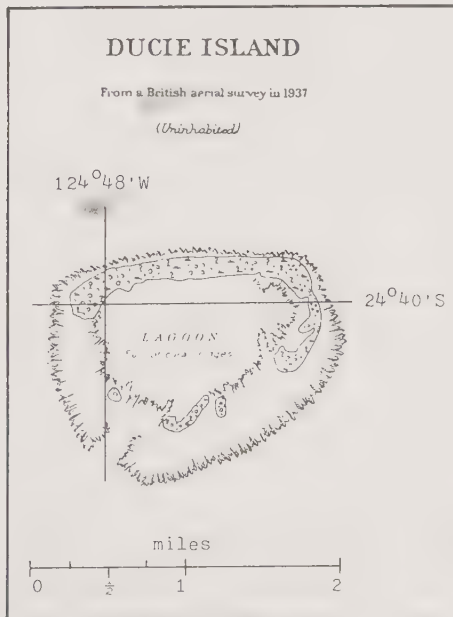 DUCIE ISLAND
From a British aerial survey in 1937
(Uninhabited)
124°48'W
24°40'S
LAGOON
miles
0 ½ 1 2